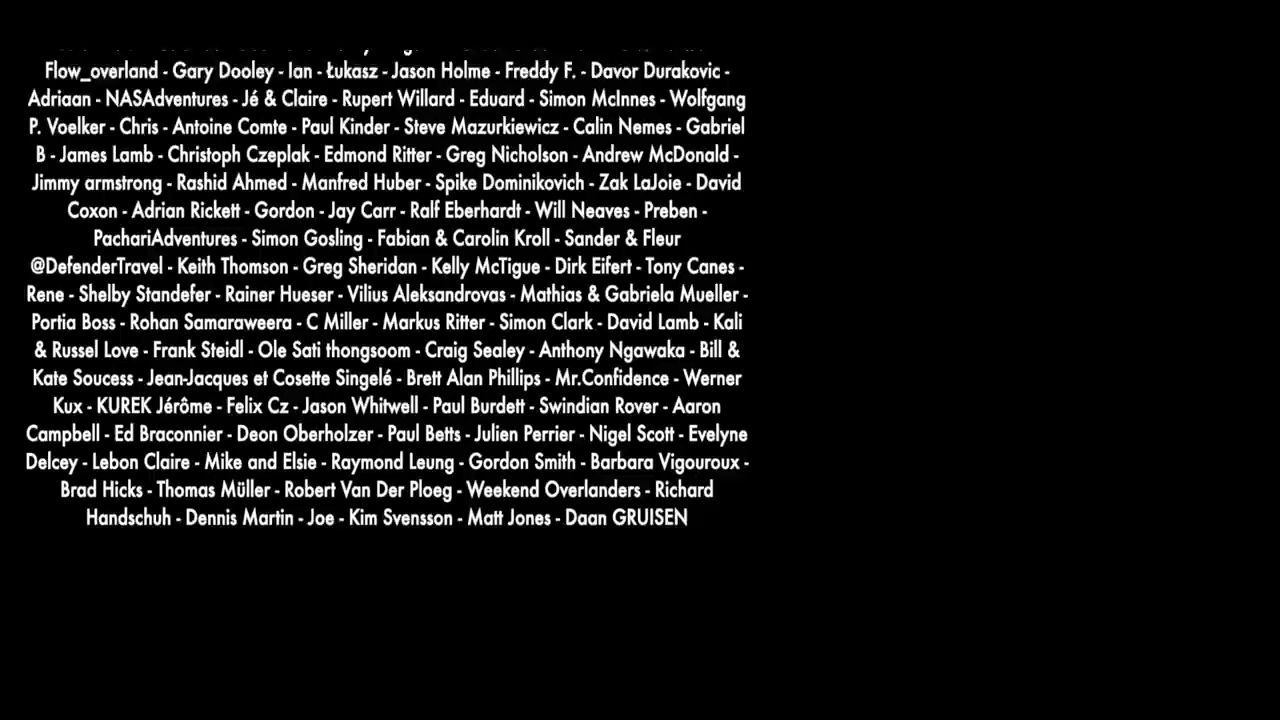 Flow_overland - Gary Dooley - Ian - Łukasz - Jason Holme - Freddy F. - Davor Durakovic -
Adriaan - NASAdventures - Jé & Claire - Rupert Willard - Eduard - Simon McInnes - Wolfgang
P. Voelker - Chris - Antoine Comte - Paul Kinder - Steve Mazurkiewicz - Calin Nemes - Gabriel
B - James Lamb - Christoph Czeplak - Edmond Ritter - Greg Nicholson - Andrew McDonald -
Jimmy armstrong - Rashid Ahmed - Manfred Huber - Spike Dominikovich - Zak LaJoie - David
Coxon - Adrian Rickett - Gordon - Jay Carr - Ralf Eberhardt - Will Neaves - Preben -
PachariAdventures - Simon Gosling - Fabian & Carolin Kroll - Sander & Fleur
@DefenderTravel - Keith Thomson - Greg Sheridan - Kelly McTigue - Dirk Eifert - Tony Canes -
Rene - Shelby Standefer - Rainer Hueser - Vilius Aleksandrovas - Mathias & Gabriela Mueller -
Portia Boss - Rohan Samaraweera - C Miller - Markus Ritter - Simon Clark - David Lamb - Kali
& Russel Love - Frank Steidl - Ole Sati thongsoom - Craig Sealey - Anthony Ngawaka - Bill &
Kate Soucess - Jean-Jacques et Cosette Singelé - Brett Alan Phillips - Mr.Confidence - Werner
Kux - KUREK Jérôme - Felix Cz - Jason Whitwell - Paul Burdett - Swindian Rover - Aaron
Campbell - Ed Braconnier - Deon Oberholzer - Paul Betts - Julien Perrier - Nigel Scott - Evelyne
Delcey - Lebon Claire - Mike and Elsie - Raymond Leung - Gordon Smith - Barbara Vigouroux -
Brad Hicks - Thomas Müller - Robert Van Der Ploeg - Weekend Overlanders - Richard
Handschuh - Dennis Martin - Joe - Kim Svensson - Matt Jones - Daan GRUISEN